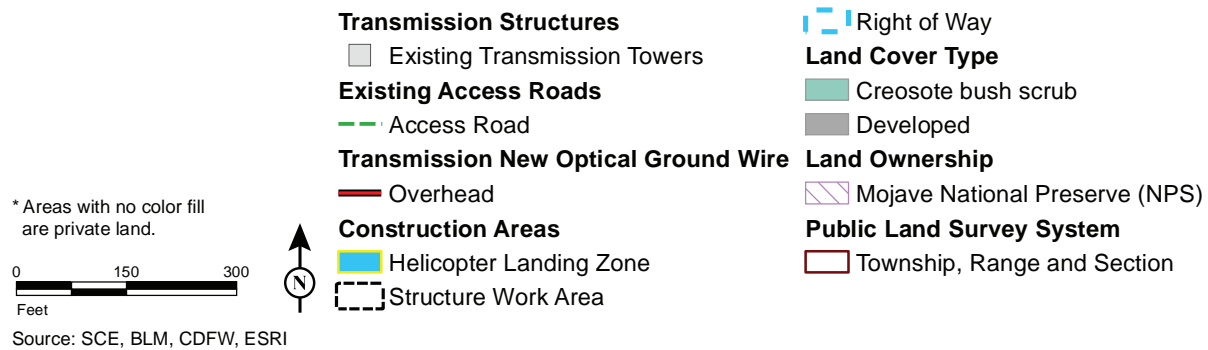 Transmission Structures
Existing Transmission Towers
Existing Access Roads
Access Road
Transmission New Optical Ground Wire
Overhead
Construction Areas
Helicopter Landing Zone
Structure Work Area
Right of Way
Land Cover Type
Creosote bush scrub
Developed
Land Ownership
Mojave National Preserve (NPS)
Public Land Survey System
Township, Range and Section
* Areas with no color fill
are private land.
0 150 300
Feet
N
Source: SCE, BLM, CDFW, ESRI